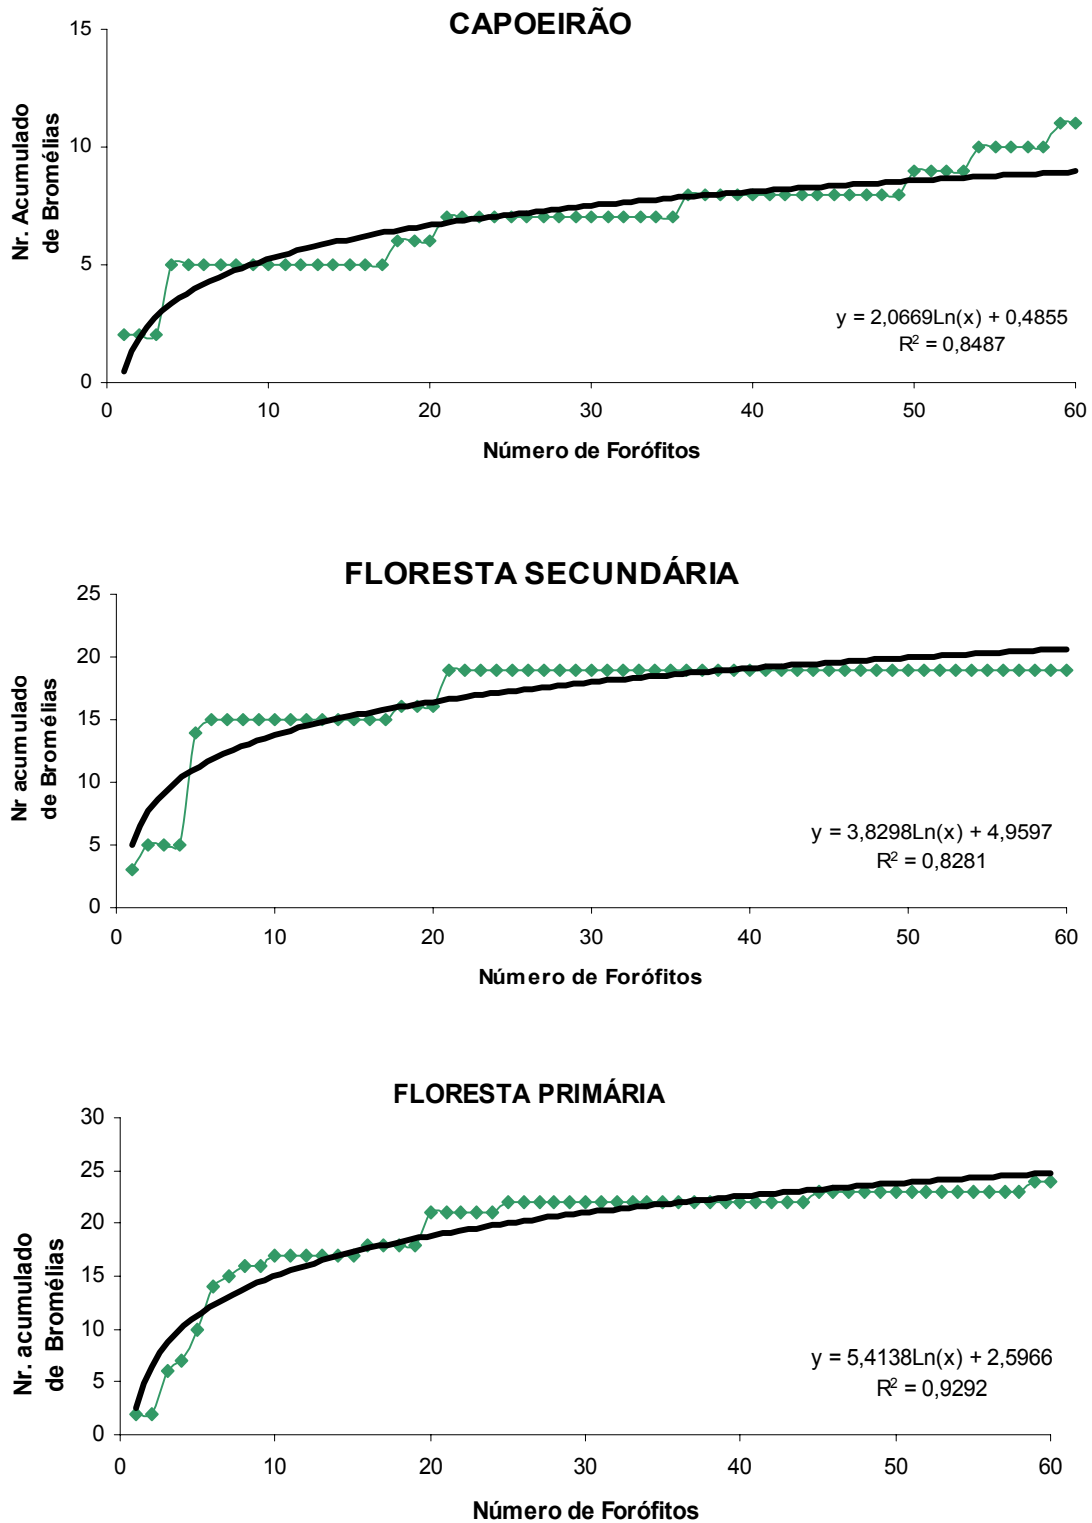 CAPOEIRÃO
15
10
5
0
Nr. Acumulado
de Bromélias
y = 2,0669Ln(x) + 0,4855
R² = 0,8487
0 10 20 30 40 50 60
Número de Forófitos
FLORESTA SECUNDÁRIA
25
20
15
10
5
0
Nr acumulado
de Bromélias
y = 3,8298Ln(x) + 4,9597
R² = 0,8281
0 10 20 30 40 50 60
Número de Forófitos
FLORESTA PRIMÁRIA
30
25
20
15
10
5
0
Nr. acumulado
de Bromélias
y = 5,4138Ln(x) + 2,5966
R² = 0,9292
0 10 20 30 40 50 60
Número de Forófitos